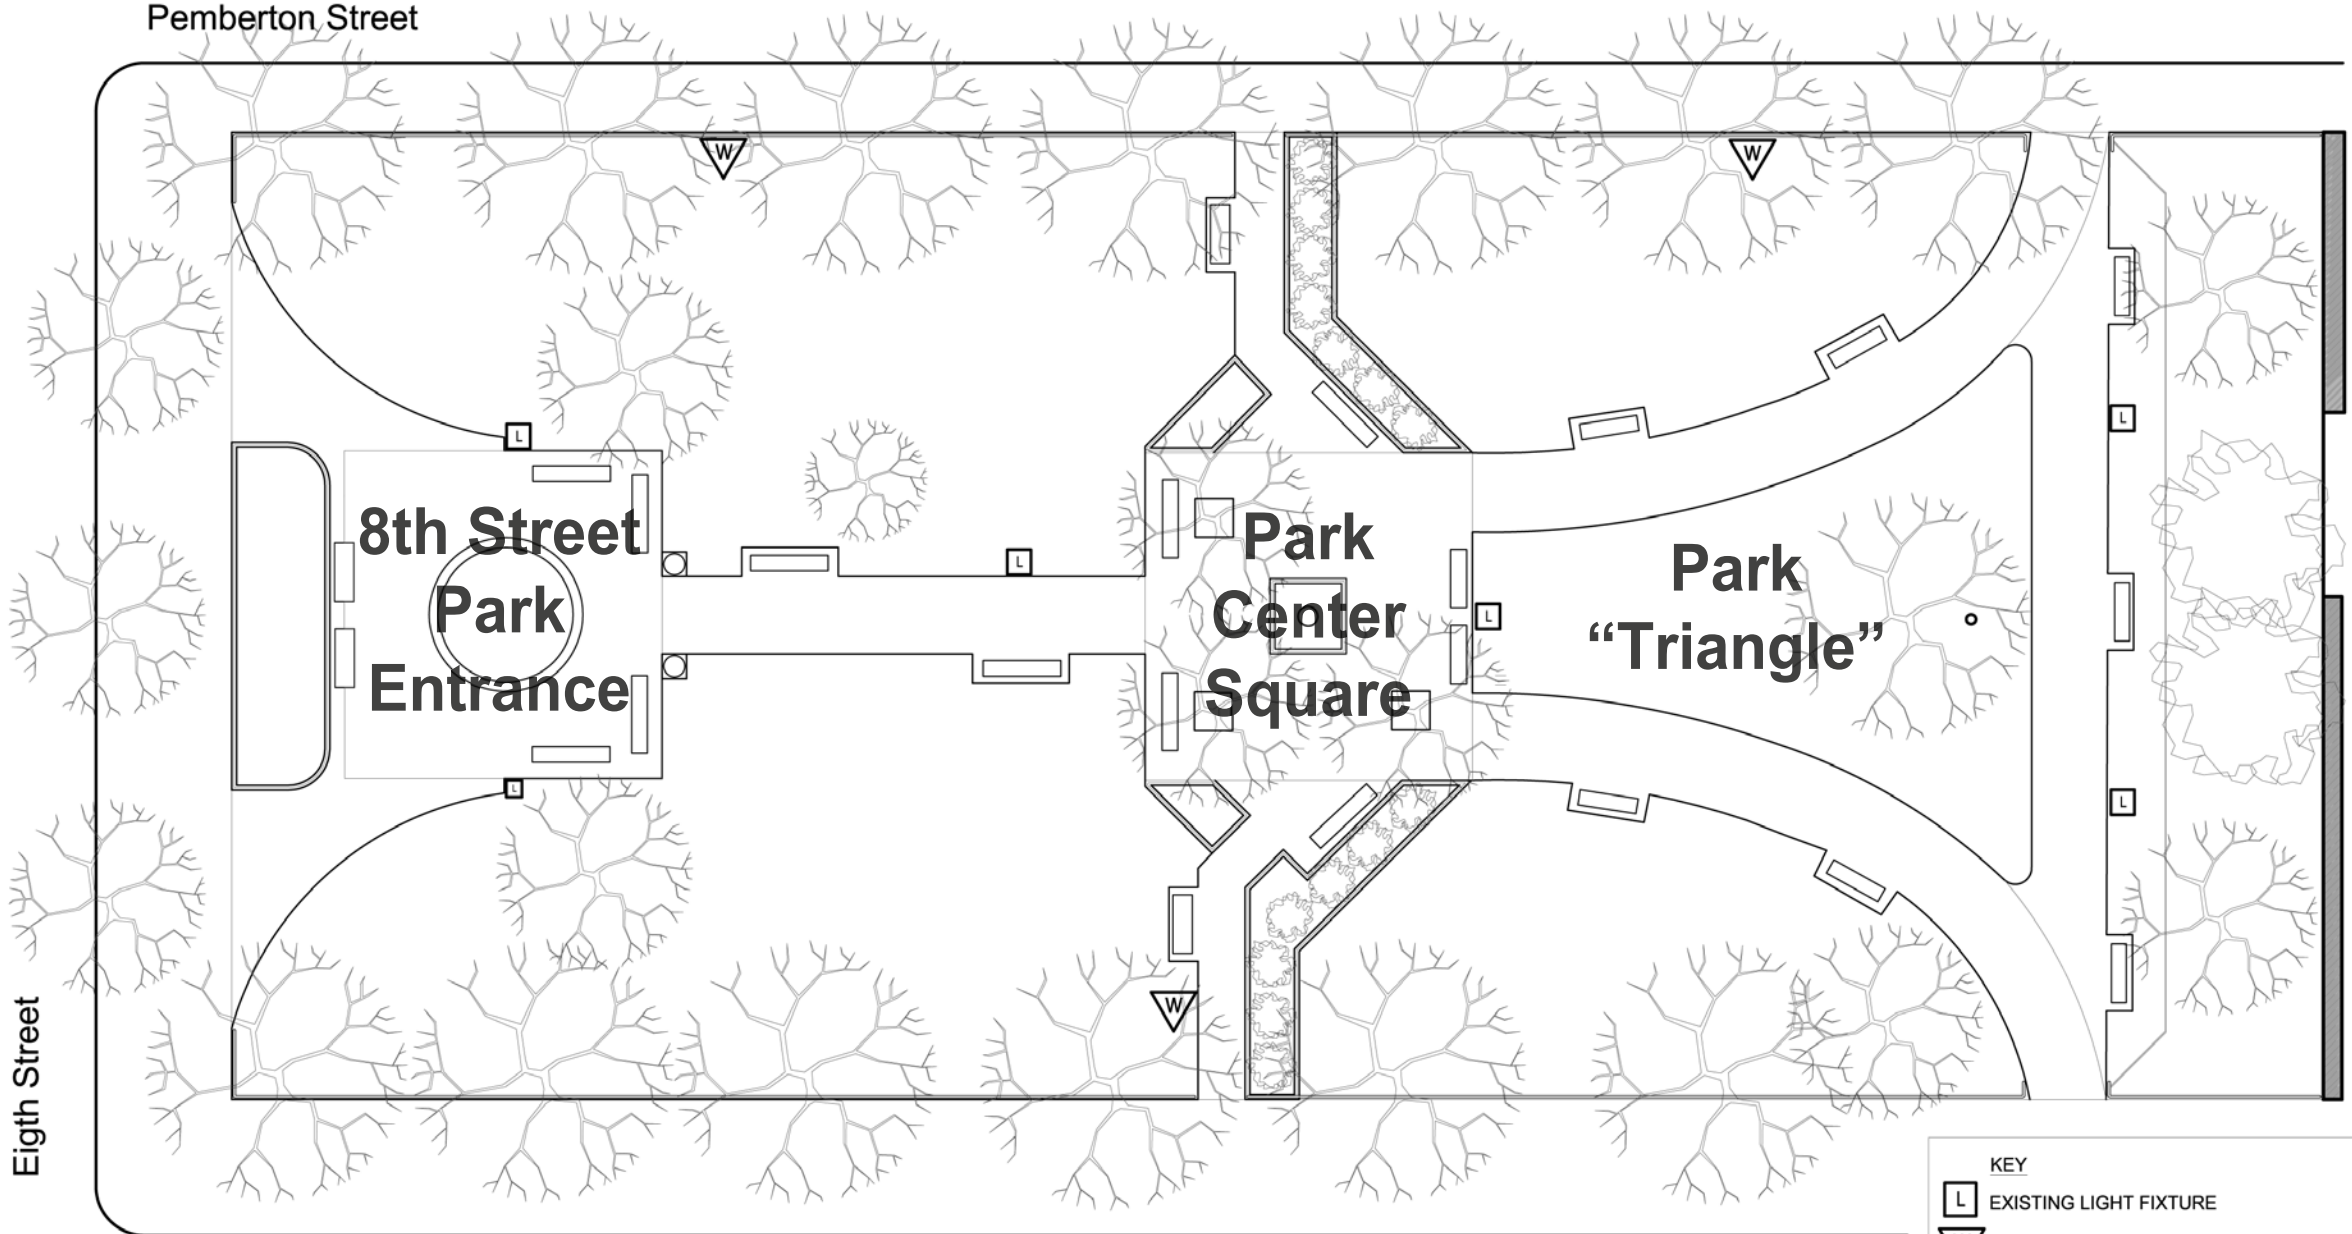 Pemberton Street
W
W
L
L
8th Street
Park
Entrance
L
Park
Center
Square
L
Park
“Triangle”
L
L
W
Eigth Street
KEY
L EXISTING LIGHT FIXTURE